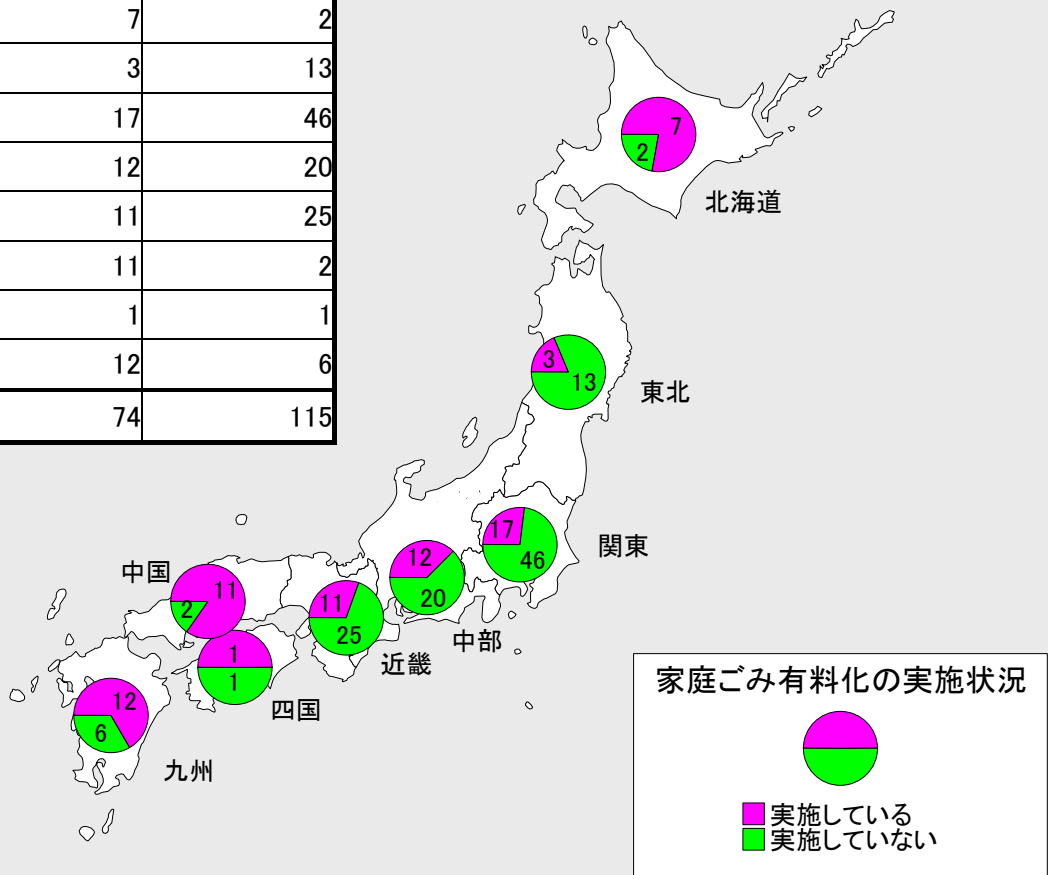 7 2
3 13
17 46
12 20
11 25
11 2
1 1
12 6
74 115
7
2
北海道
3
13
東北
17
46
関東
12
20
中部
11
25
近畿
中国
11
2
1
1
四国
12
6
九州
家庭ごみ有料化の実施状況
実施している
実施していない